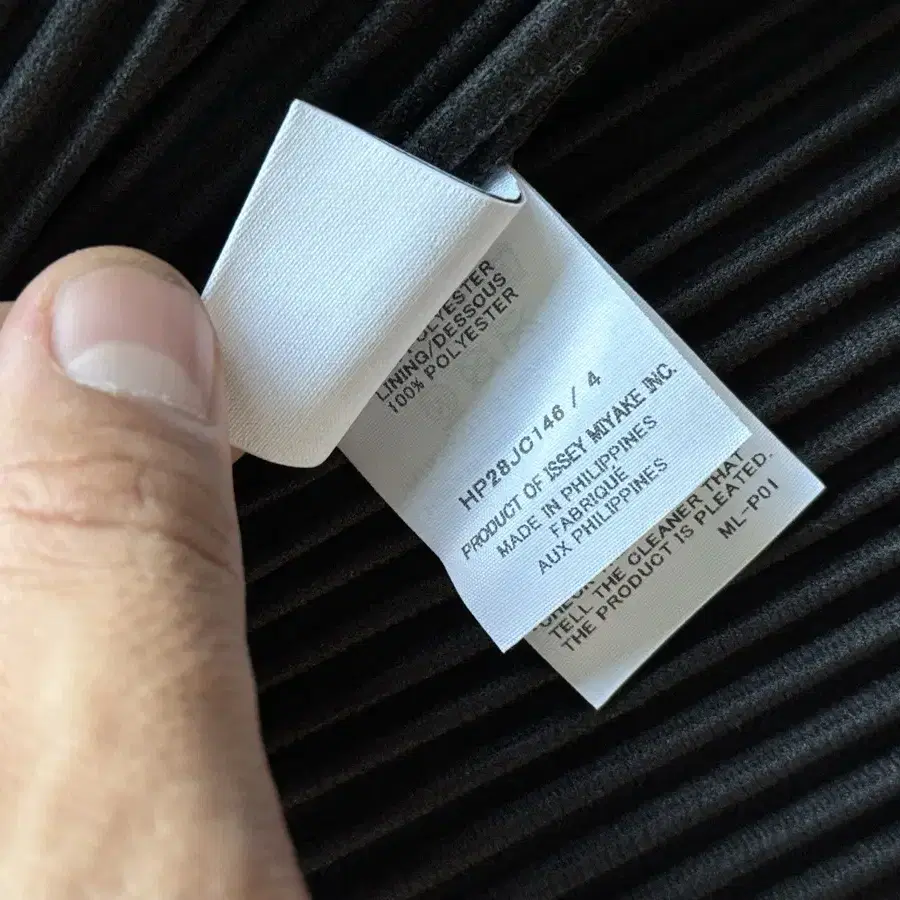 POLYESTER
LINING/DESSOUS
100% POLYESTER
HP28JC146 / 4
PRODUCT OF ISSEY MIYAKE INC.
MADE IN PHILIPPINES
FABRIQUE
AUX PHILIPPINES
CLEANER THAT
TELL THE
THE PRODUCT IS PLEATED.
ML-P01